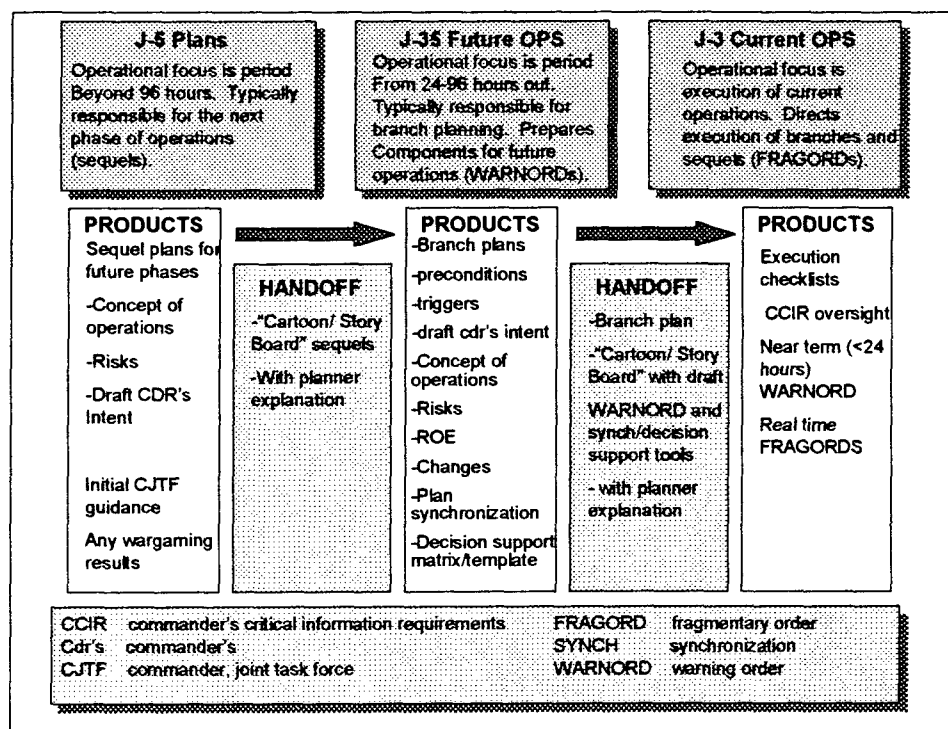 J-5 Plans
Operational focus is period
Beyond 96 hours. Typically
responsible for the next
phase of operations
(sequels).
J-35 Future OPS
Operational focus is period
From 24-96 hours out.
Typically responsible for
branch planning. Prepares
Components for future
operations (WARNORDs).
J-3 Current OPS
Operational focus is
execution of current
operations. Directs
execution of branches and
sequels (FRAGORDs).
PRODUCTS
Sequel plans for
future phases
-Concept of
operations
-Risks
-Draft CDR's
Intent
Initial CJTF
guidance
Any wargaming
results
HANDOFF
-"Cartoon/ Story
Board" sequels
-With planner
explanation
PRODUCTS
-Branch plans
-preconditions
-triggers
-draft cdr's intent
-Concept of
operations
-Risks
-ROE
-Changes
-Plan
synchronization
-Decision support
matrix/template
HANDOFF
-Branch plan
-"Cartoon/ Story
Board" with draft
WARNORD and
synch/decision
support tools
- with planner
explanation
PRODUCTS
Execution
checklists
CCIR oversight
Near term (<24
hours)
WARNORD
Real time
FRAGORDS
CCIR commander's critical information requirements
Cdr's commander's
CJTF commander, joint task force
FRAGORD fragmentary order
SYNCH synchronization
WARNORD warning order